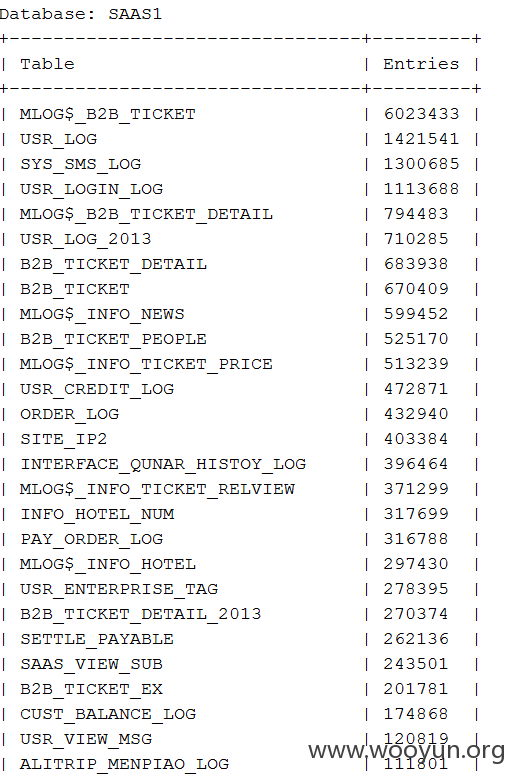 Database: SAAS1
+--------------------------------+---------+
| Table | Entries |
+--------------------------------+---------+
| MLOG$_B2B_TICKET | 6023433 |
| USR_LOG | 1421541 |
| SYS_SMS_LOG | 1300685 |
| USR_LOGIN_LOG | 1113688 |
| MLOG$_B2B_TICKET_DETAIL | 794483 |
| USR_LOG_2013 | 710285 |
| B2B_TICKET_DETAIL | 683938 |
| B2B_TICKET | 670409 |
| MLOG$_INFO_NEWS | 599452 |
| B2B_TICKET_PEOPLE | 525170 |
| MLOG$_INFO_TICKET_PRICE | 513239 |
| USR_CREDIT_LOG | 472871 |
| ORDER_LOG | 432940 |
| SITE_IP2 | 403384 |
| INTERFACE_QUNAR_HISTOY_LOG | 396464 |
| MLOG$_INFO_TICKET_RELVIEW | 371299 |
| INFO_HOTEL_NUM | 317699 |
| PAY_ORDER_LOG | 316788 |
| MLOG$_INFO_HOTEL | 297430 |
| USR_ENTERPRISE_TAG | 278395 |
| B2B_TICKET_DETAIL_2013 | 270374 |
| SETTLE_PAYABLE | 262136 |
| SAAS_VIEW_SUB | 243501 |
| B2B_TICKET_EX | 201781 |
| CUST_BALANCE_LOG | 174868 |
| USR_VIEW_MSG | 120819 |
| ALITRIP_MENPIAO_LOG | 111801 |
www.wooyun.org